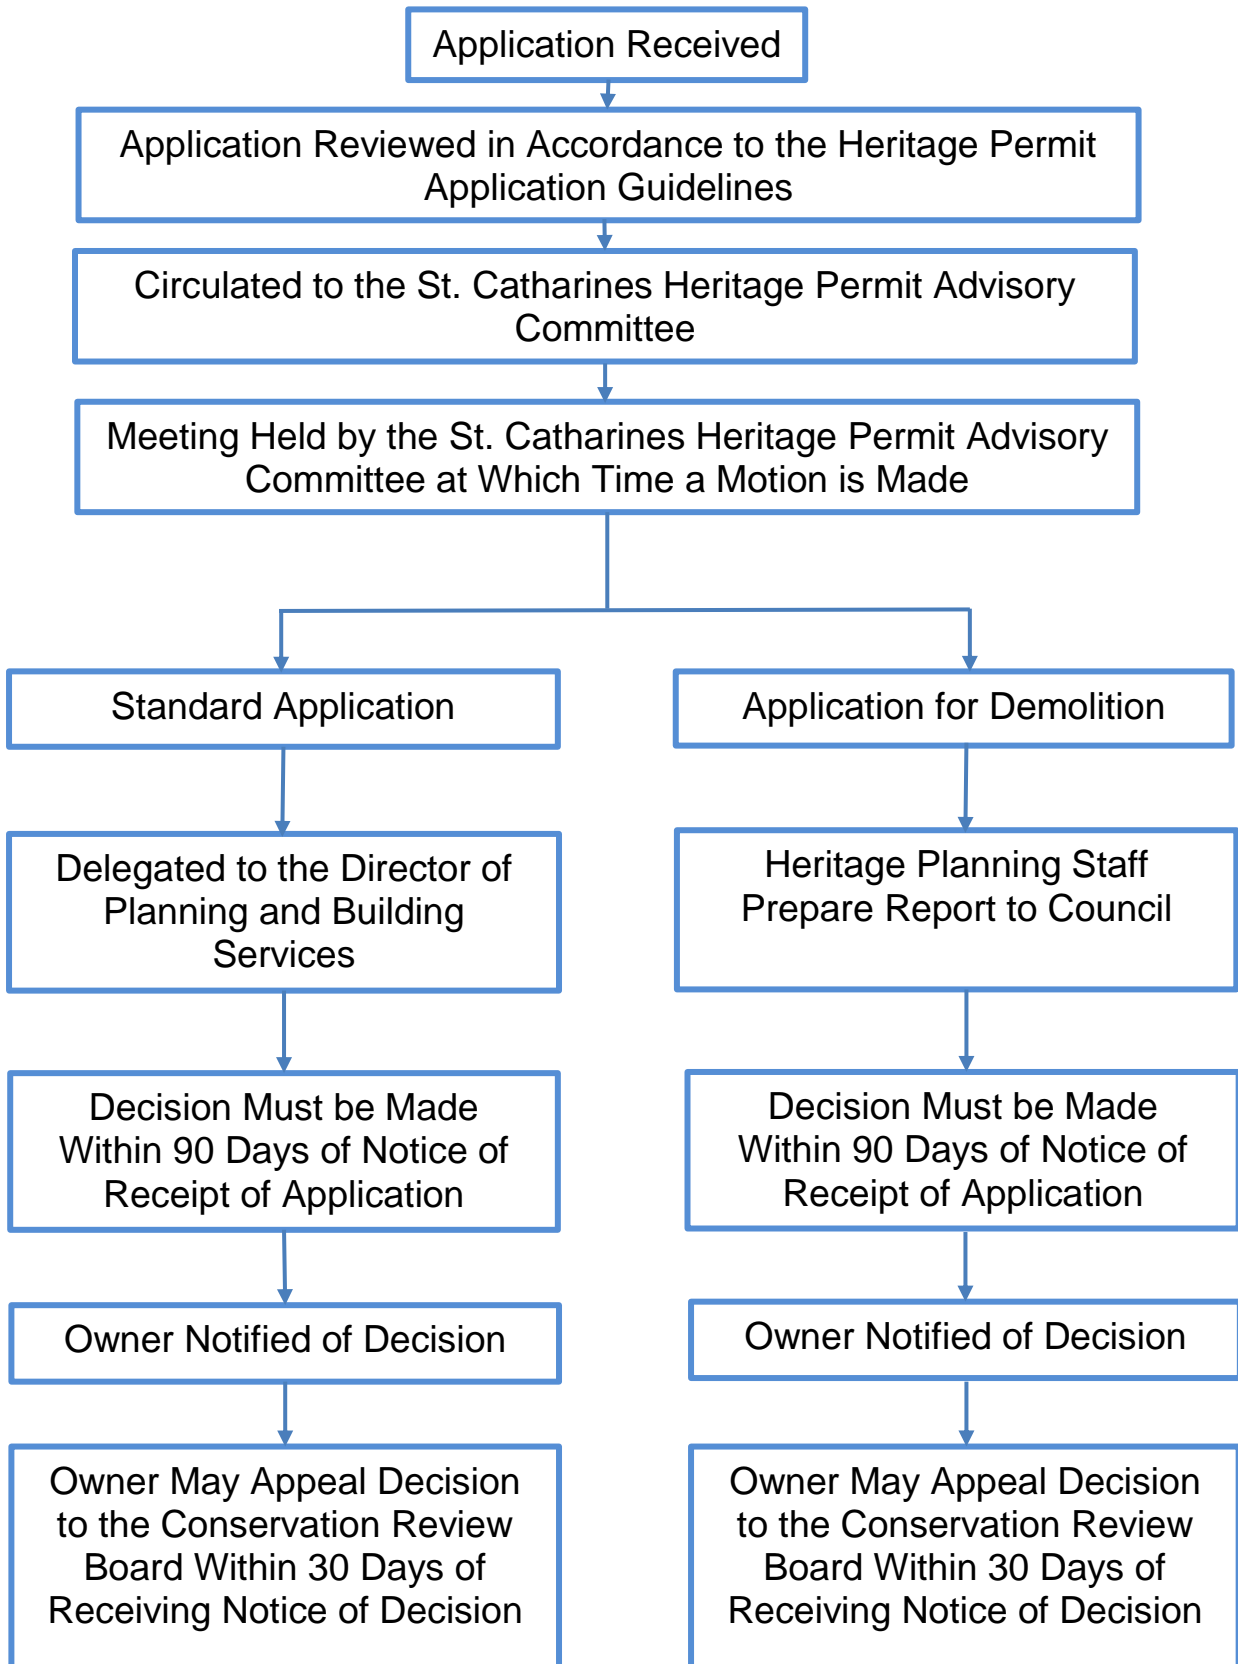 Application Received
Application Reviewed in Accordance to the Heritage Permit
Application Guidelines
Circulated to the St. Catharines Heritage Permit Advisory
Committee
Meeting Held by the St. Catharines Heritage Permit Advisory
Committee at Which Time a Motion is Made
Standard Application
Application for Demolition
Delegated to the Director of
Planning and Building
Services
Heritage Planning Staff
Prepare Report to Council
Decision Must be Made
Within 90 Days of Notice of
Receipt of Application
Decision Must be Made
Within 90 Days of Notice of
Receipt of Application
Owner Notified of Decision
Owner Notified of Decision
Owner May Appeal Decision
to the Conservation Review
Board Within 30 Days of
Receiving Notice of Decision
Owner May Appeal Decision
to the Conservation Review
Board Within 30 Days of
Receiving Notice of Decision